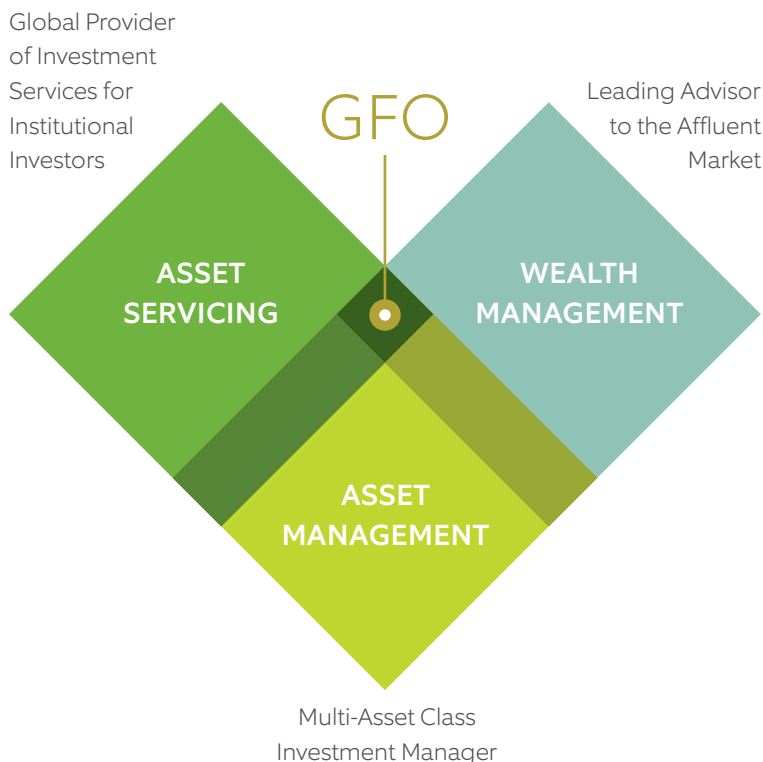 Global Provider
of Investment
Services for
Institutional
Investors
GFO
Leading Advisor
to the Affluent
Market
ASSET
SERVICING
WEALTH
MANAGEMENT
ASSET
MANAGEMENT
Multi-Asset Class
Investment Manager